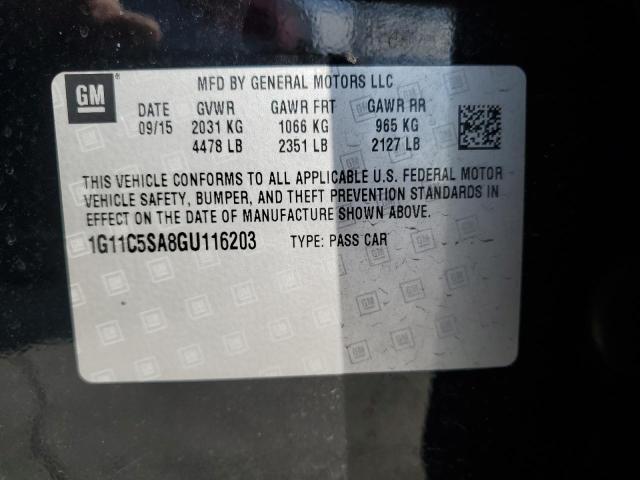 GM MFD BY GENERAL MOTORS LLC
DATE GVWR GAWR FRT GAWR RR
09/15 2031 KG 1066 KG 965 KG
4478 LB 2351 LB 2127 LB
THIS VEHICLE CONFORMS TO ALL APPLICABLE U.S. FEDERAL MOTOR
VEHICLE SAFETY, BUMPER, AND THEFT PREVENTION STANDARDS IN
EFFECT ON THE DATE OF MANUFACTURE SHOWN ABOVE.
1G11C5SA8GU116203 TYPE: PASS CAR